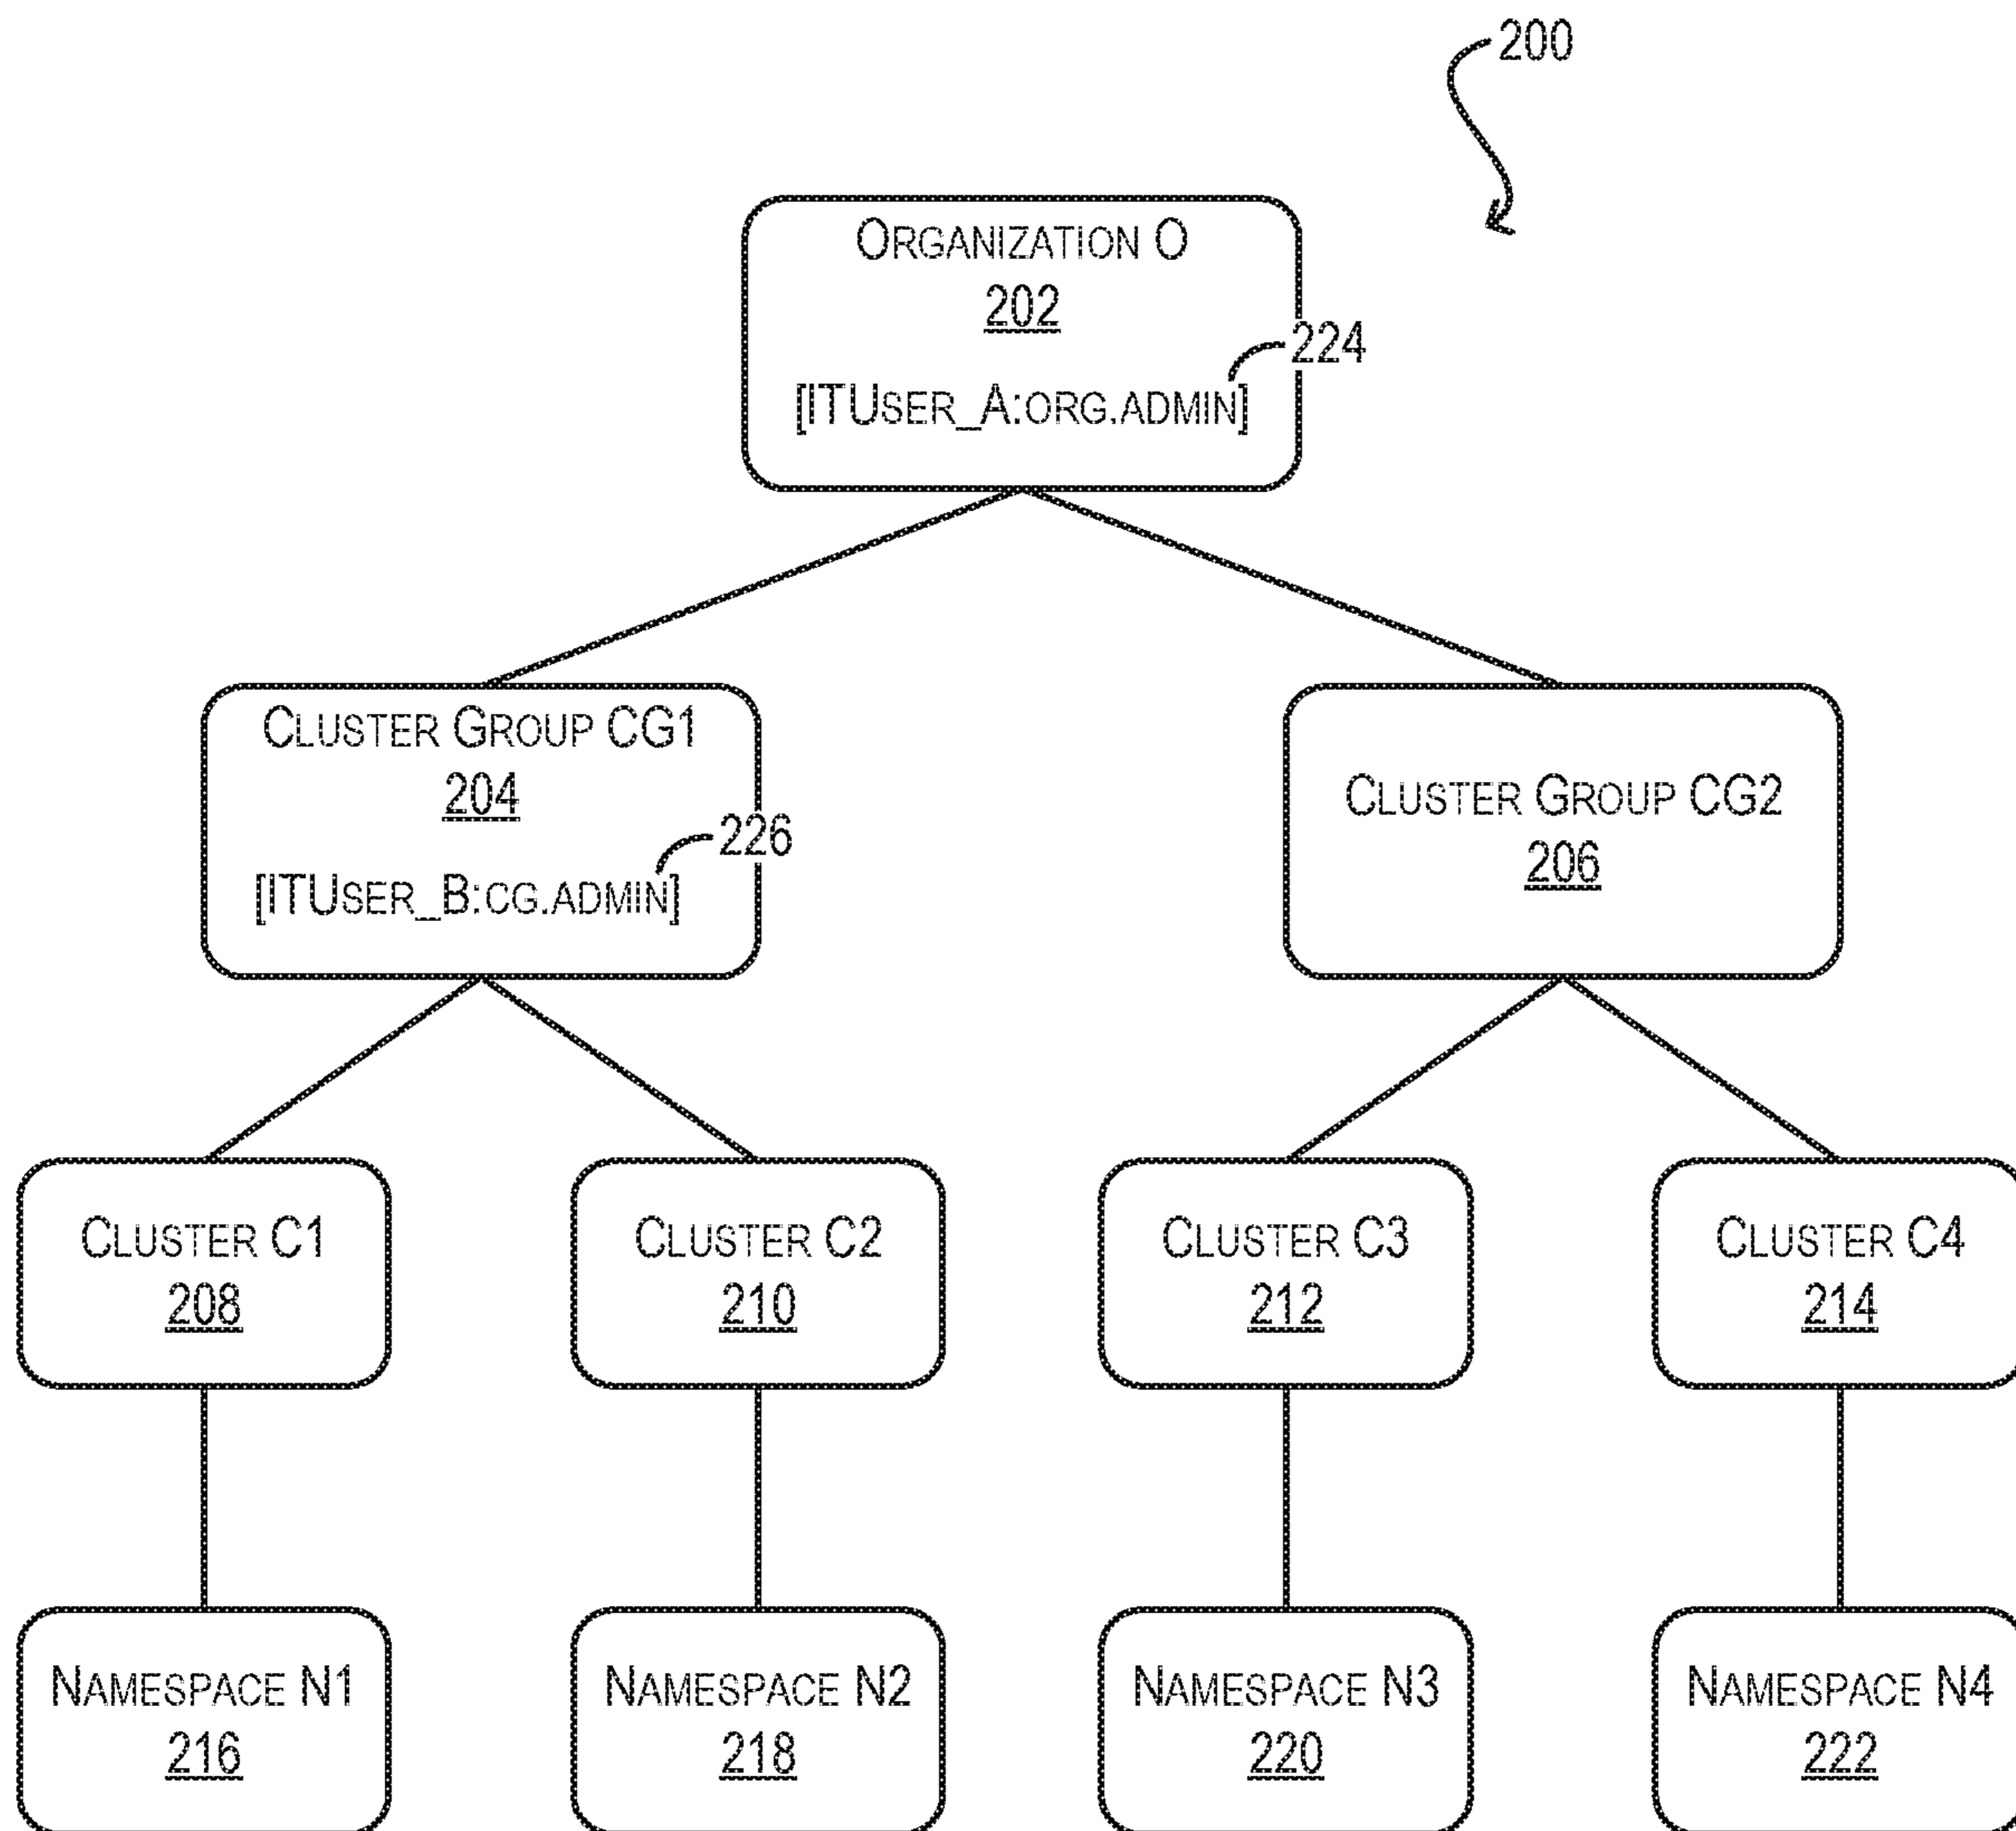 200
ORGANIZATION O
202
224
[ITUSER_A:ORG.ADMIN]
CLUSTER GROUP CG1
204
226
[ITUSER_B:CG.ADMIN]
CLUSTER GROUP CG2
206
CLUSTER C1
208
CLUSTER C2
210
CLUSTER C3
212
CLUSTER C4
214
NAMESPACE N1
216
NAMESPACE N2
218
NAMESPACE N3
220
NAMESPACE N4
222